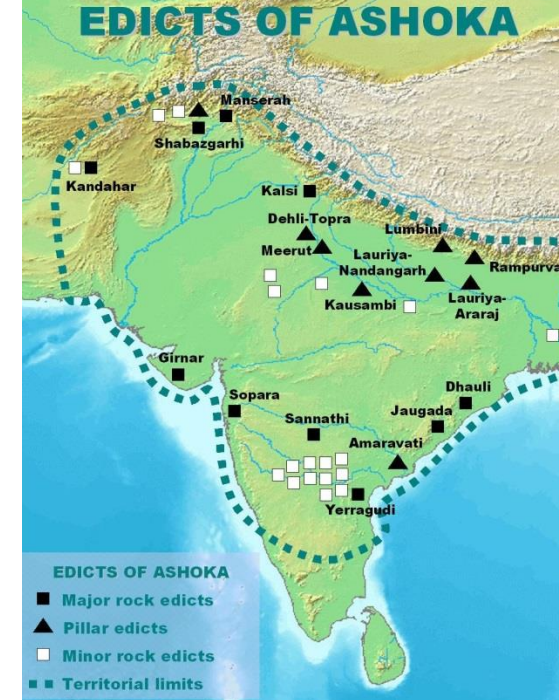 EDICTS OF ASHOKA
Manserah
Shabazgarhi
Kandahar
Kalsi
Dehli-Topra
Lumbini
Meerut
Lauriya-
Nandangarh
Rampurva
Kausambi
Lauriya-
Araraj
Girnar
Sopara
Dhauli
Jaugada
Sannathi
Amaravati
Yerragudi
EDICTS OF ASHOKA
Major rock edicts
Pillar edicts
Minor rock edicts
Territorial limits